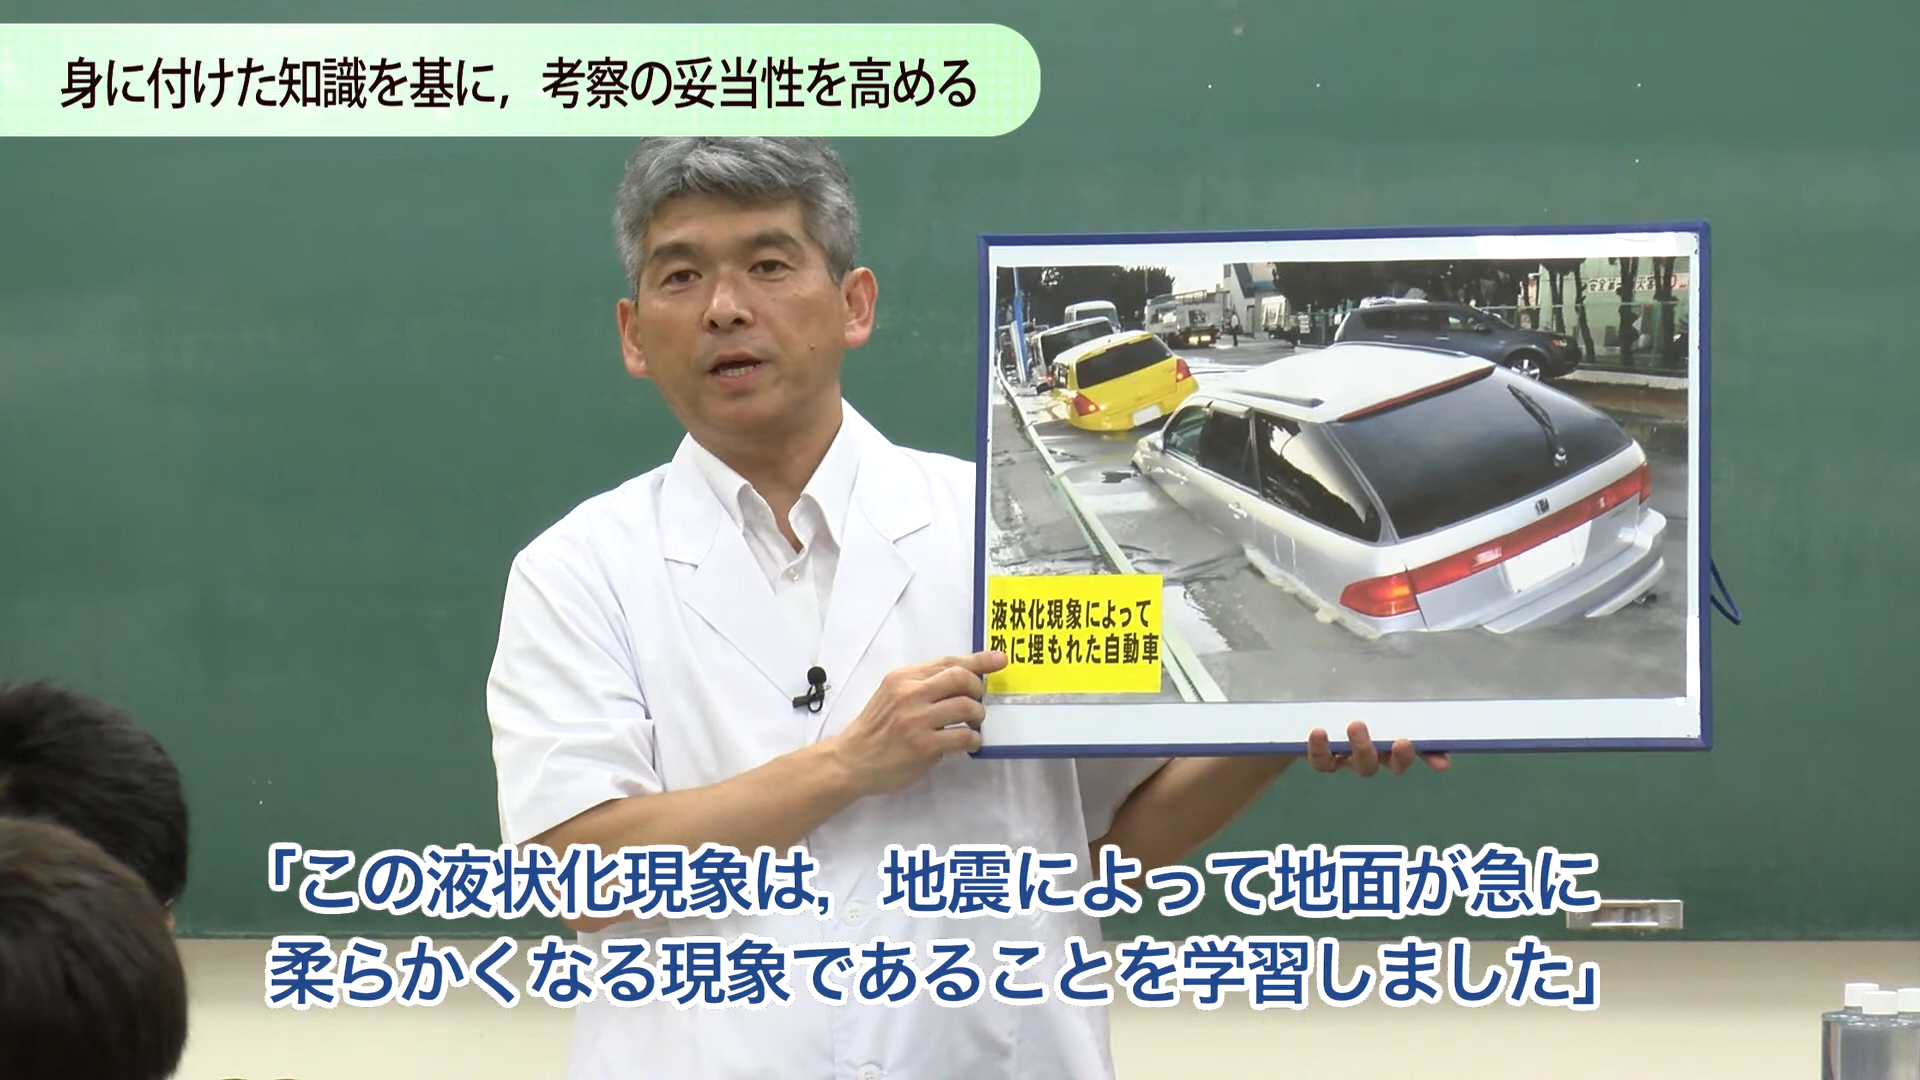 身に付けた知識を基に，考察の妥当性を高める
液状化現象によって
砂に埋もれた自動車
「この液状化現象は，地震によって地面が急に
柔らかくなる現象であることを学習しました」